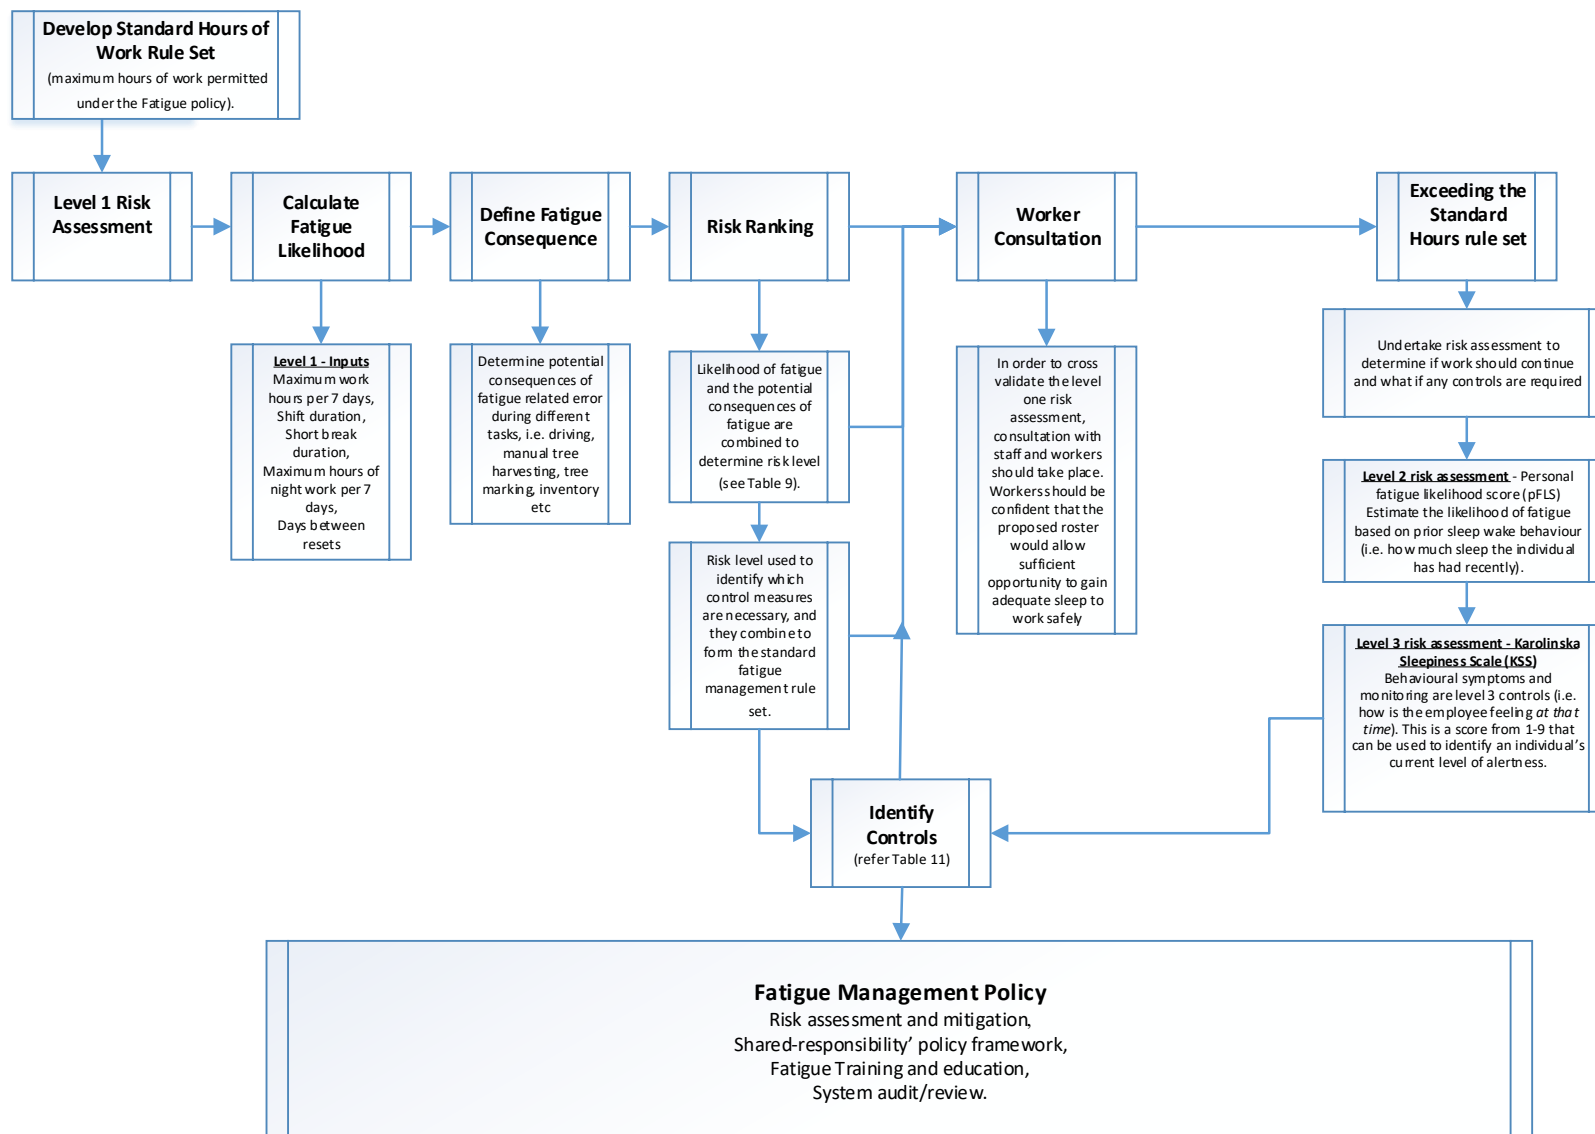 Develop Standard Hours of
Work Rule Set
(maximum hours of work permitted
under the Fatigue policy).
Level 1 Risk
Assessment
Calculate
Fatigue
Likelihood
Define Fatigue
Consequence
Risk Ranking
Worker
Consultation
Exceeding the
Standard
Hours rule set
Level 1 - Inputs
Maximum work
hours per 7 days,
Shift duration,
Short break
duration,
Maximum hours of
night work per 7
days,
Days between
resets
Determine potential
consequences of
fatigue related error
during different
tasks, i.e. driving,
manual tree
harvesting, tree
marking, inventory
etc
Likelihood of fatigue
and the potential
consequences of
fatigue are
combined to
determine risk level
(see Table 9).
Risk level used to
identify which
control measures
are necessary, and
they combine to
form the standard
fatigue
management rule
set.
In order to cross
validate the level
one risk
assessment,
consultation with
staff and workers
should take place.
Workers should be
confident that the
proposed roster
would allow
sufficient
opportunity to gain
adequate sleep to
work safely
Undertake risk assessment to
determine if work should continue
and what if any controls are required
Level 2 risk assessment - Personal
fatigue likelihood score (pFLS)
Estimate the likelihood of fatigue
based on prior sleep wake behaviour
(i.e. how much sleep the individual
has had recently).
Level 3 risk assessment - Karolinska
Sleepiness Scale (KSS)
Behavioural symptoms and
monitoring are level 3 controls (i.e.
how is the employee feeling at that
time). This is a score from 1-9 that
can be used to identify an individual's
current level of alertness.
Identify
Controls
(refer Table 11)
Fatigue Management Policy
Risk assessment and mitigation,
Shared-responsibility’ policy framework,
Fatigue Training and education,
System audit/review.